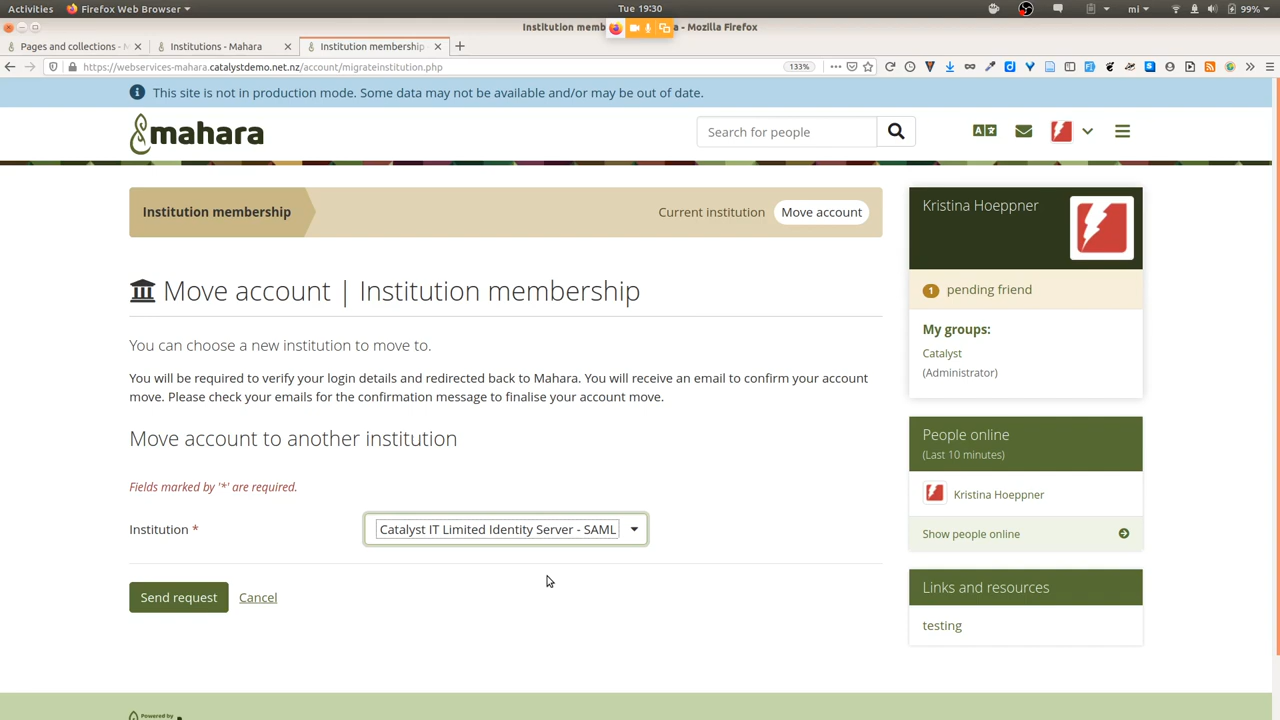 Activities
Firefox Web Browser
Tue 19:30
mi
99%
Institution memb
a - Mozilla Firefox
Pages and collections - M
Institutions - Mahara
Institution membership
https://webservices-mahara.catalystdemo.net.nz/account/migrateinstitution.php
133%
This site is not in production mode. Some data may not be available and/or may be out of date.
mahara
Search for people
Institution membership
Current institution
Move account
Move account | Institution membership
You can choose a new institution to move to.
You will be required to verify your login details and redirected back to Mahara. You will receive an email to confirm your account
move. Please check your emails for the confirmation message to finalise your account move.
Move account to another institution
Fields marked by '*' are required.
Institution *
Catalyst IT Limited Identity Server - SAML
Send request
Cancel
Kristina Hoeppner
1 pending friend
My groups:
Catalyst
(Administrator)
People online
(Last 10 minutes)
Kristina Hoeppner
Show people online
Links and resources
testing
Powered by